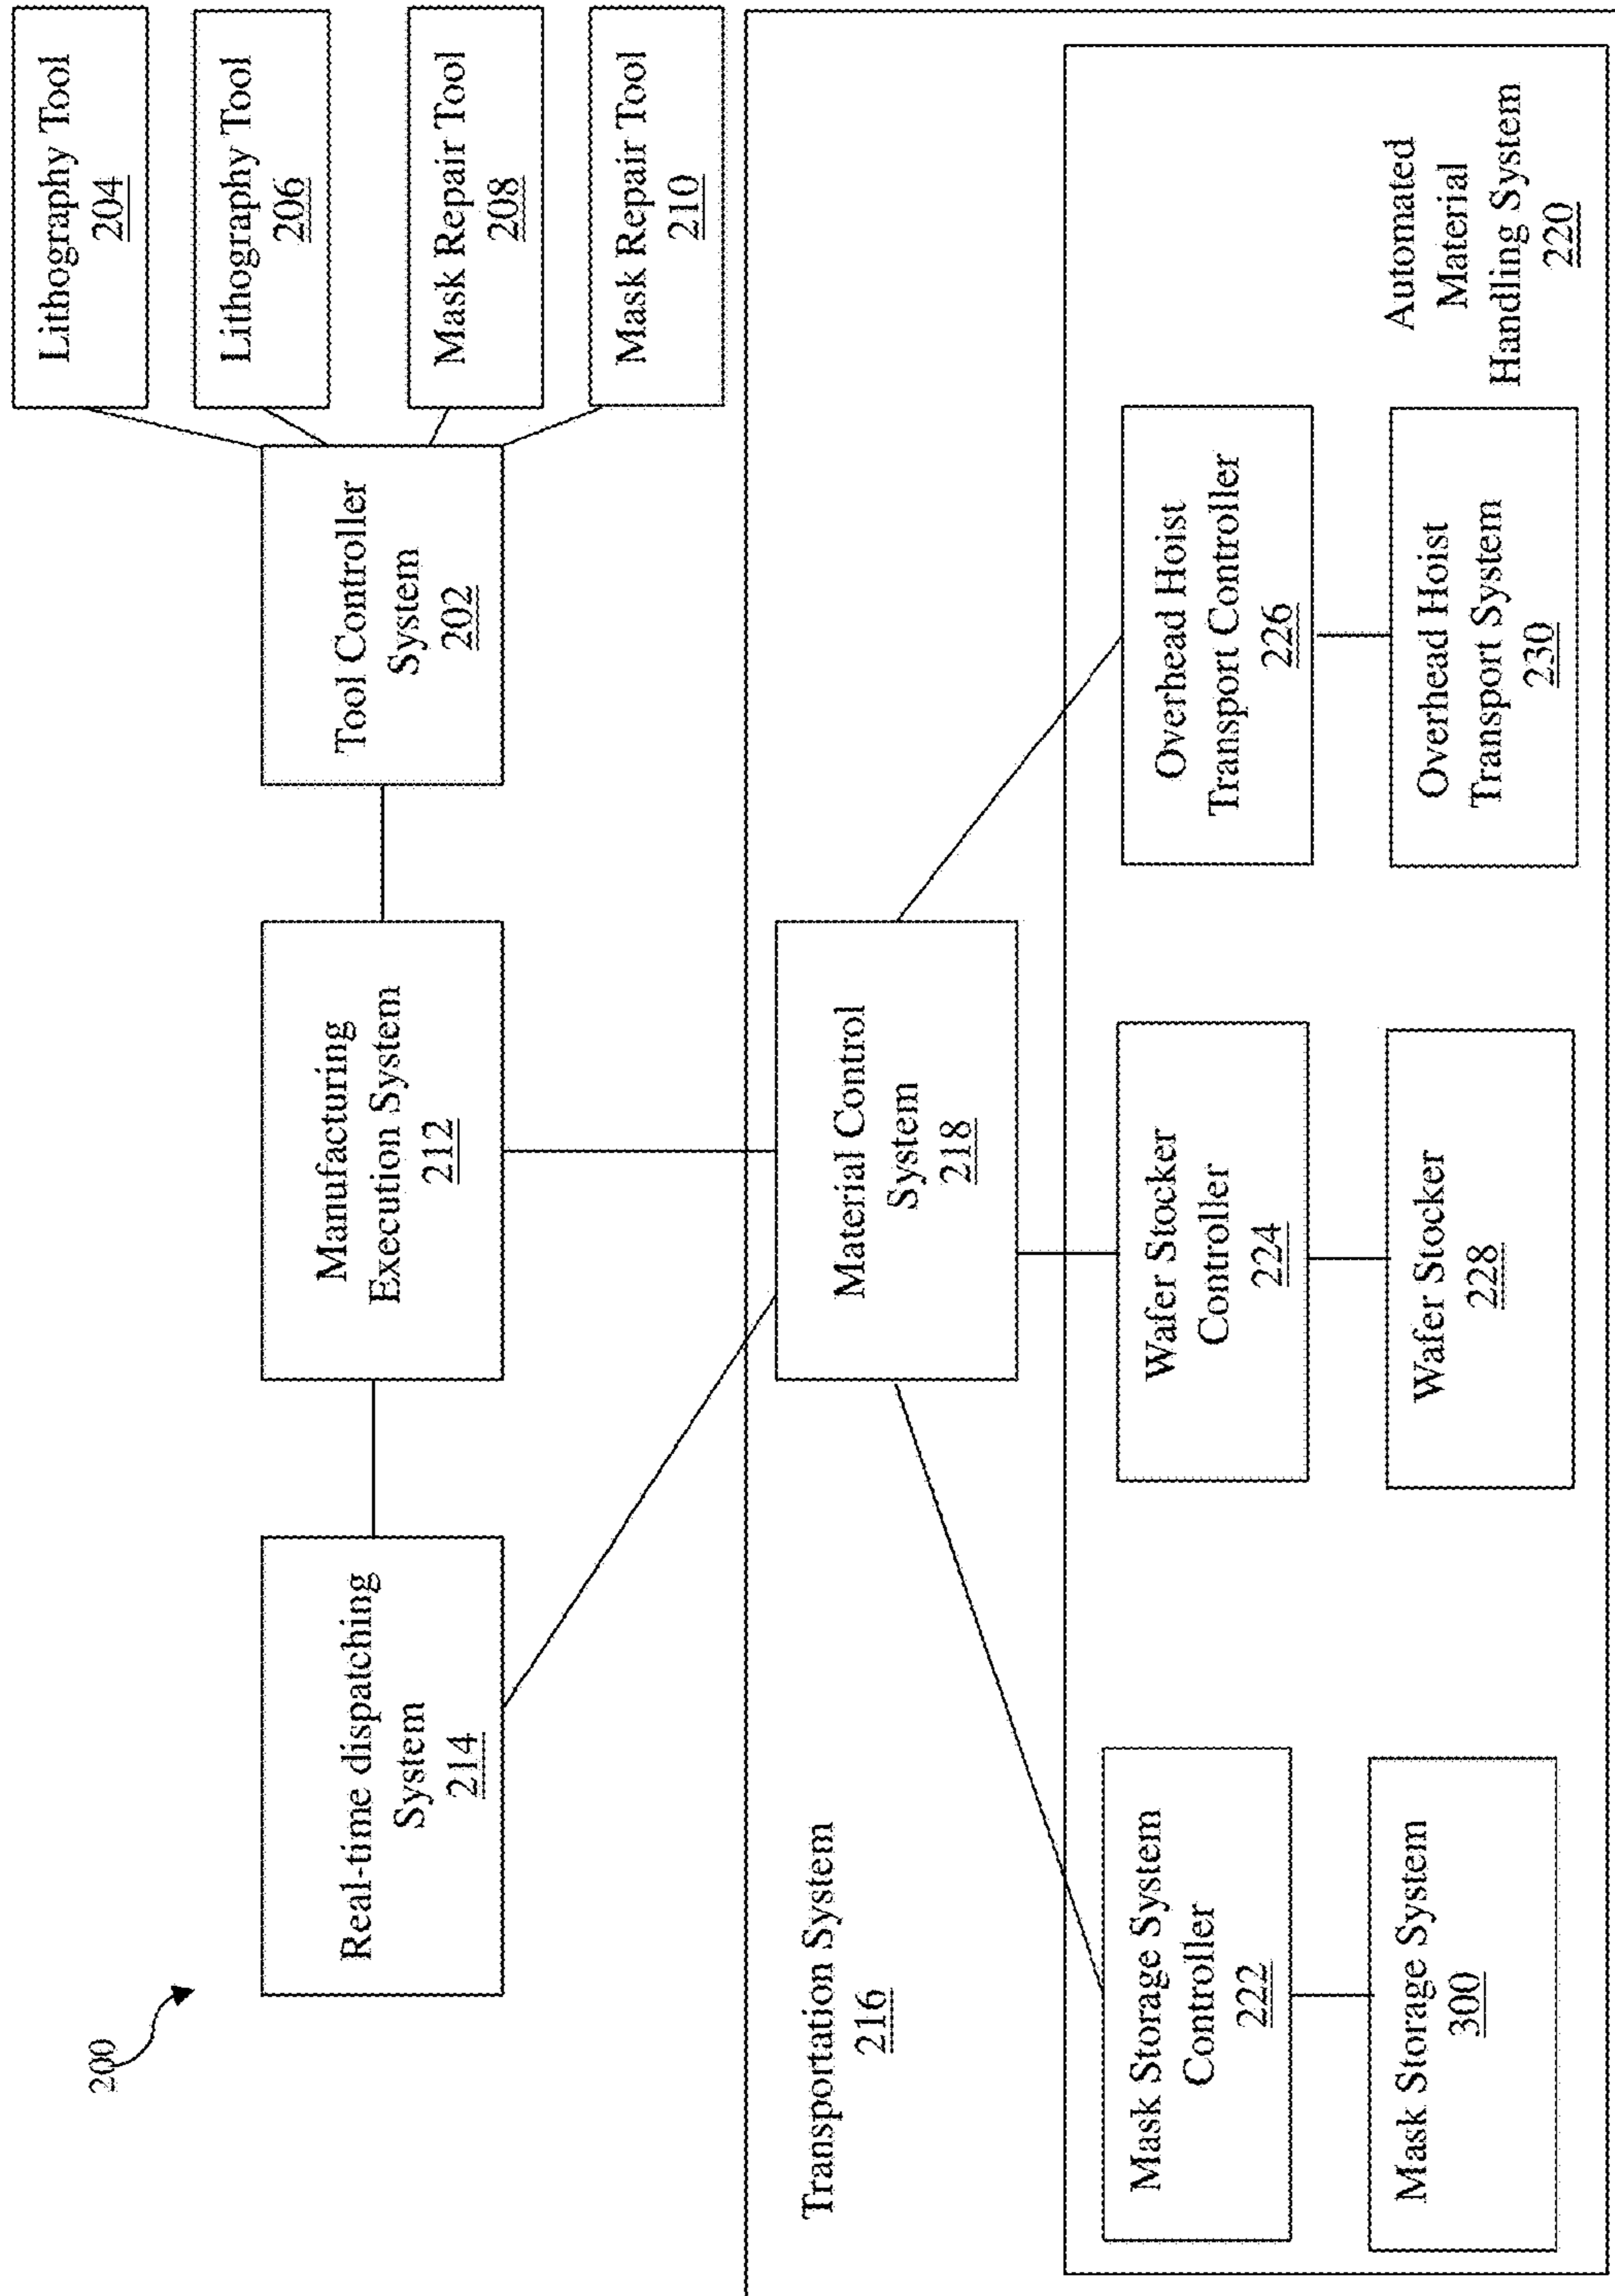 200
Real-time dispatching
System
214
Manufacturing
Execution System
212
Tool Controller
System
202
Lithography Tool
204
Lithography Tool
206
Mask Repair Tool
208
Mask Repair Tool
210
Transportation System
216
Material Control
System
218
Mask Storage System
Controller
222
Mask Storage System
300
Wafer Stocker
Controller
224
Wafer Stocker
228
Overhead Hoist
Transport Controller
226
Overhead Hoist
Transport System
230
Automated
Material
Handling System
220